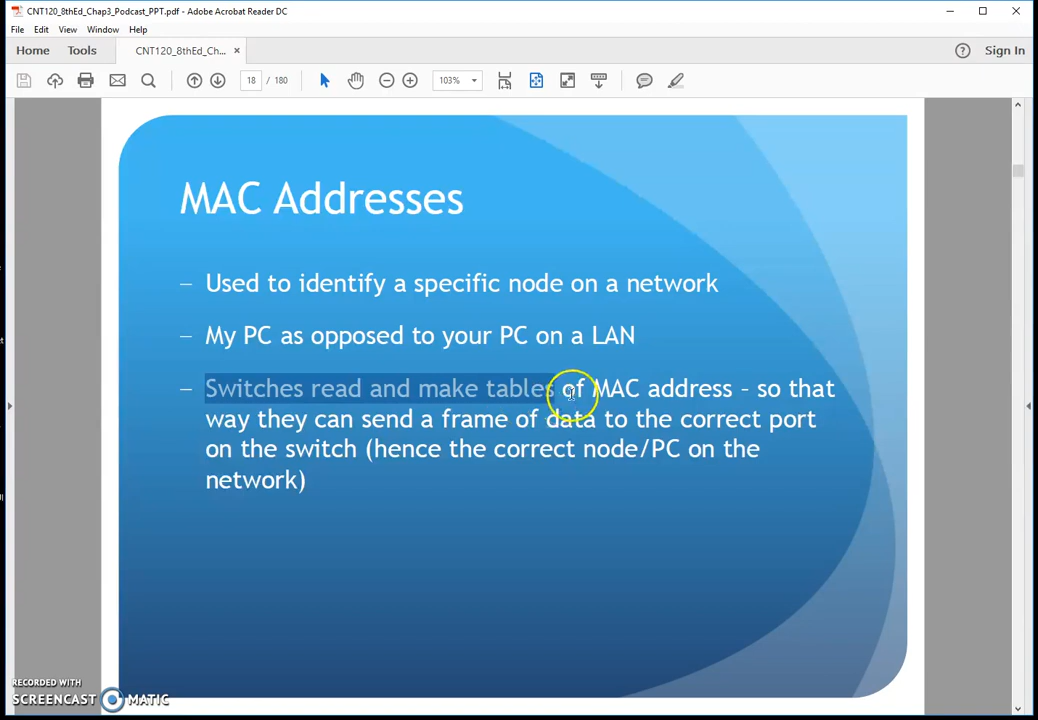 CNT120_8thEd_Chap3_Podcast_PPT.pdf - Adobe Acrobat Reader DC
File Edit View Window Help
Home Tools CNT120_8thEd_Ch... × ? Sign In
18 / 180 103%
MAC Addresses
– Used to identify a specific node on a network
– My PC as opposed to your PC on a LAN
– Switches read and make tables of MAC address – so that
way they can send a frame of data to the correct port
on the switch (hence the correct node/PC on the
network)
RECORDED WITH
SCREENCAST MATIC